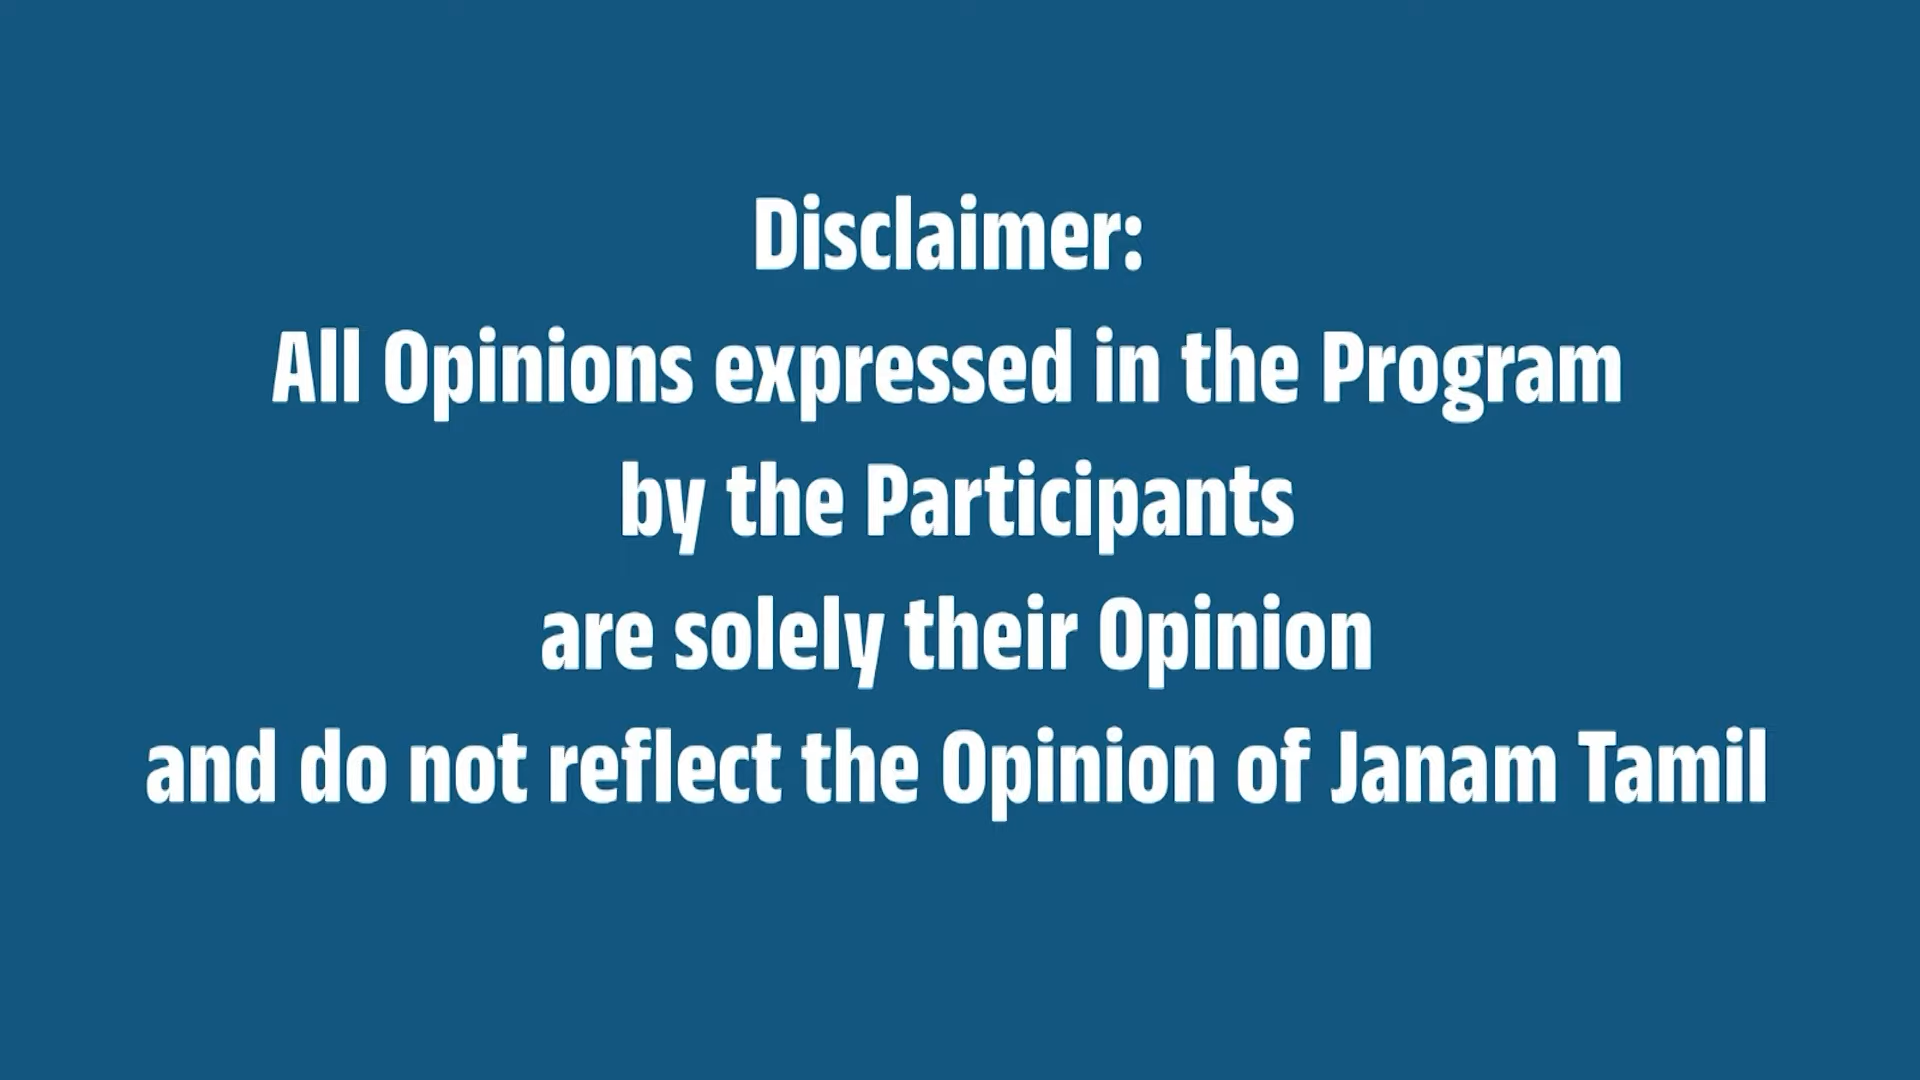 Disclaimer:
All Opinions expressed in the Program
by the Participants
are solely their Opinion
and do not reflect the Opinion of Janam Tamil